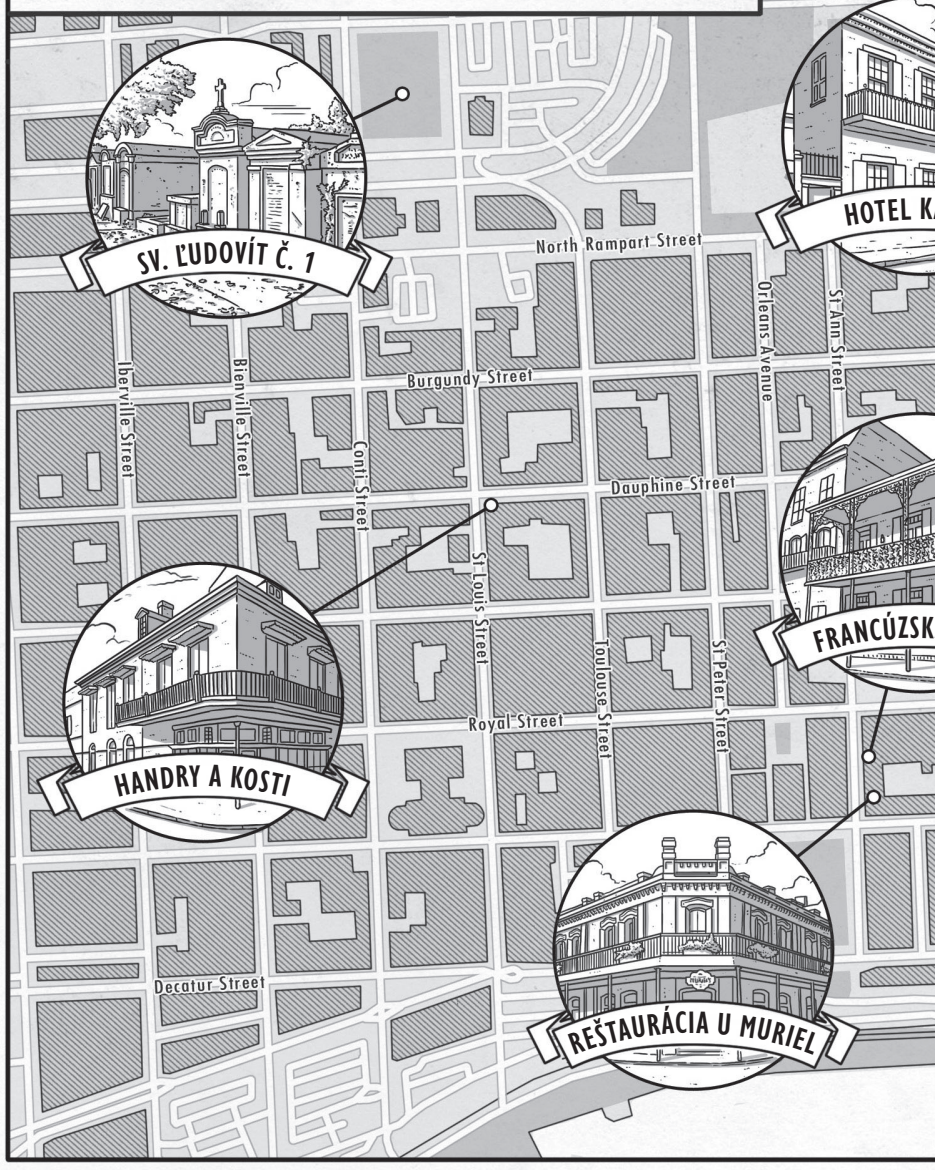 SV. ĽUDOVÍT Č. 1
HOTEL KA
North Rampart Street
Orleans Avenue
St Ann Street
Iberville Street
Bienville Street
Burgundy Street
Conti Street
Dauphine Street
St Louis Street
FRANCÚZSK
Toulouse Street
St Peter Street
Royal Street
HANDRY A KOSTI
Decatur Street
REŠTAURÁCIA U MURIEL